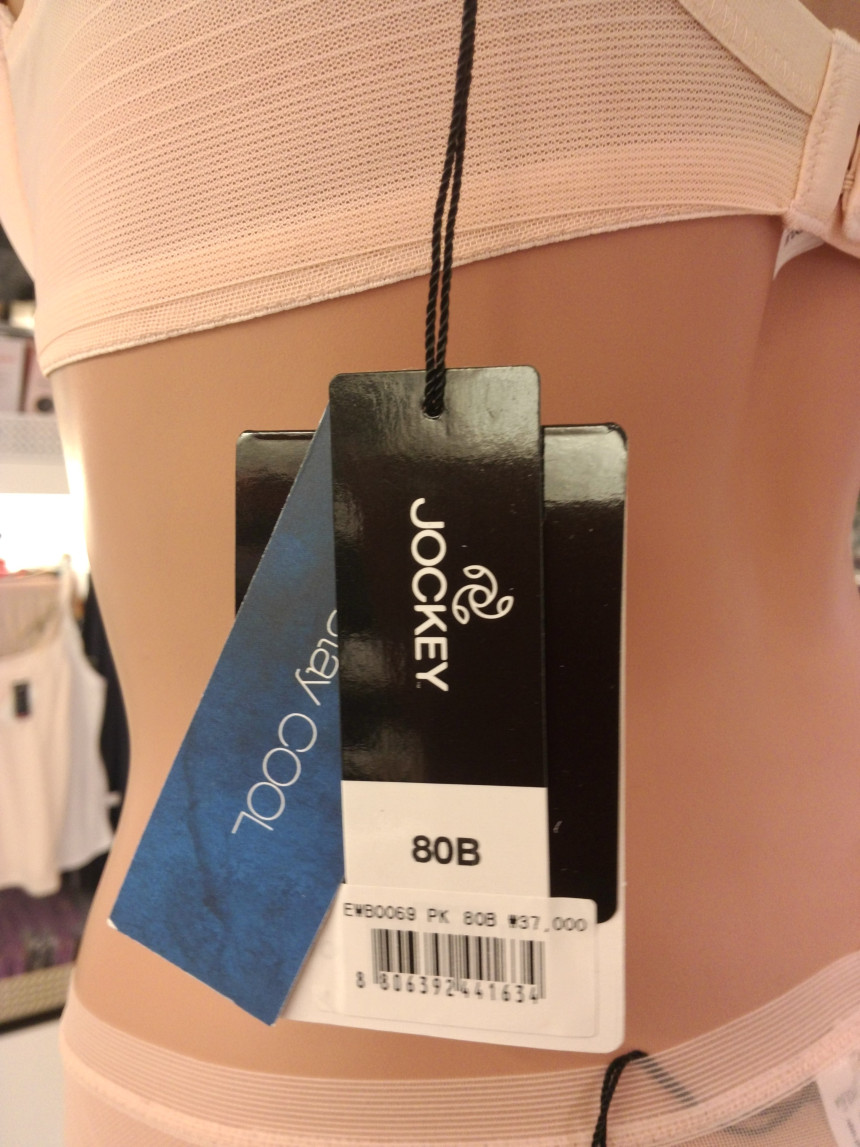 JOCKEY
Stay COOL
80B
EWB0069 PK 80B ₩37,000
8 806392 441634